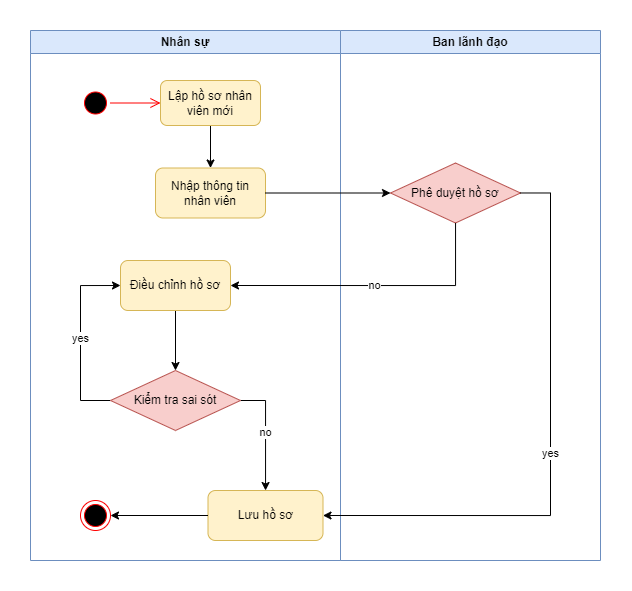 Nhân sự
Ban lãnh đạo
Lập hồ sơ nhân
viên mới
Nhập thông tin
nhân viên
Phê duyệt hồ sơ
Điều chỉnh hồ sơ
no
yes
Kiểm tra sai sót
no
yes
Lưu hồ sơ